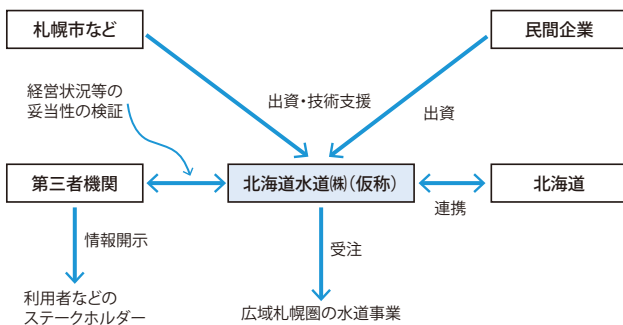 札幌市など
民間企業
経営状況等の
妥当性の検証
出資・技術支援
出資
第三者機関
北海道水道㈱（仮称）
北海道
連携
情報開示
受注
利用者などの
ステークホルダー
広域札幌圏の水道事業